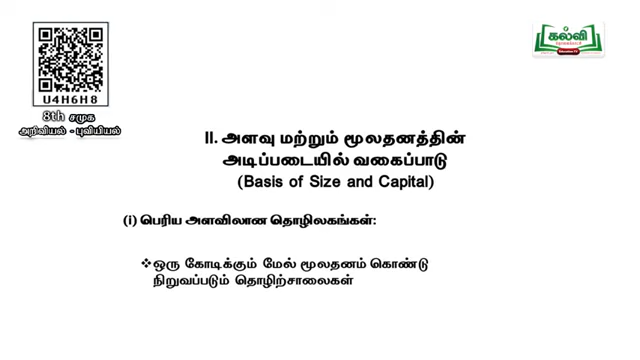 கல்வி
U4H6H8
8th சமூக
அறிவியல் - புவியியல்
II. அளவு மற்றும் மூலதனத்தின்
அடிப்படையில் வகைப்பாடு
(Basis of Size and Capital)
(i) பெரிய அளவிலான தொழிலகங்கள்:
❖ஒரு கோடிக்கும் மேல் மூலதனம் கொண்டு
நிறுவப்படும் தொழிற்சாலைகள்